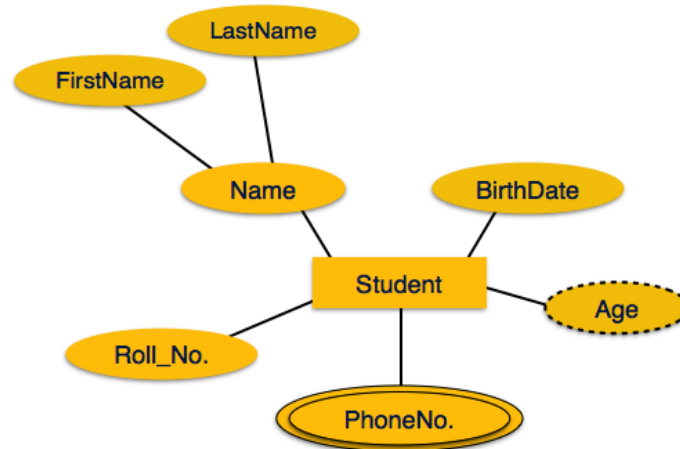 LastName
FirstName
Name
BirthDate
Student
Age
Roll_No.
PhoneNo.